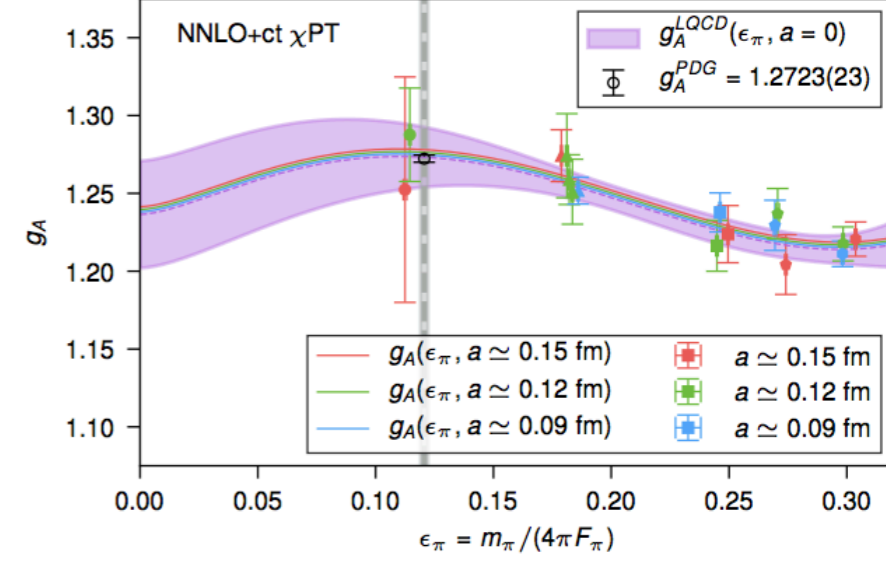 NNLO+ct χPT
g_A^{LQCD}(ϵ_π, a = 0)
g_A^{PDG} = 1.2723(23)
1.35
1.30
1.25
1.20
1.15
1.10
g_A
g_A(ϵ_π, a ≃ 0.15 fm)
g_A(ϵ_π, a ≃ 0.12 fm)
g_A(ϵ_π, a ≃ 0.09 fm)
a ≃ 0.15 fm
a ≃ 0.12 fm
a ≃ 0.09 fm
0.00 0.05 0.10 0.15 0.20 0.25 0.30
ϵ_π = m_π/(4πF_π)